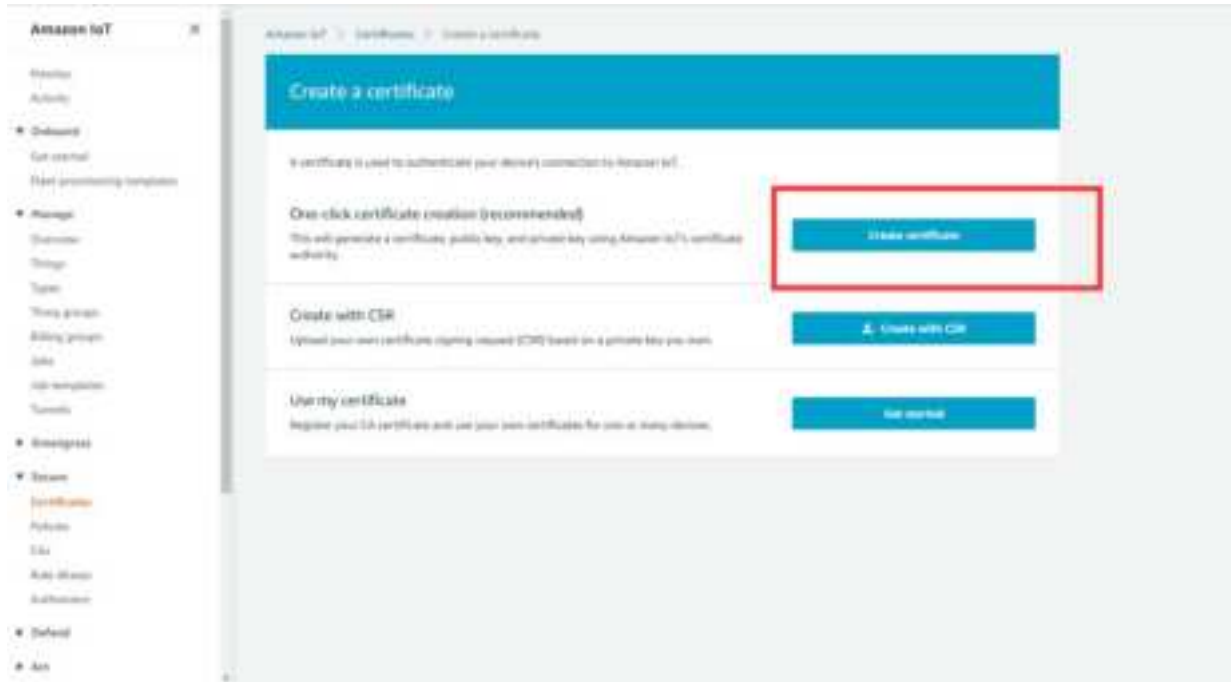 Amazon IoT
Amazon IoT > Certificates > Create a certificate
Monitor
Activity
Onboard
Get started
Fleet provisioning templates
Manage
Overview
Things
Types
Thing groups
Billing groups
Jobs
Job templates
Tunnels
Greengrass
Secure
Certificates
Policies
CAs
Role Aliases
Authorizers
Defend
Act
Create a certificate
A certificate is used to authenticate your device's connection to Amazon IoT.
One-click certificate creation (recommended)
This will generate a certificate, public key, and private key using Amazon IoT's certificate
authority.
Create certificate
Create with CSR
Upload your own certificate signing request (CSR) based on a private key you own.
Create with CSR
Use my certificate
Register your CA certificate and use your own certificates for one or many devices.
Get started